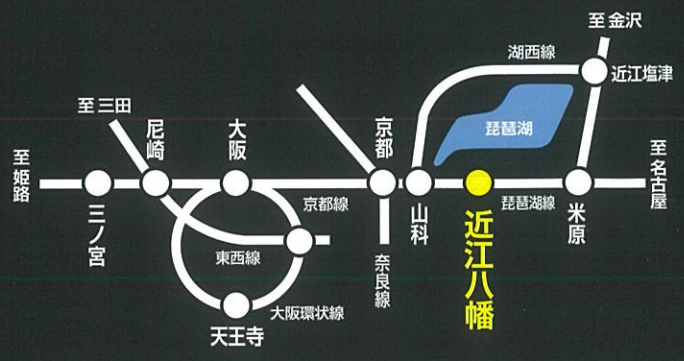 至金沢
湖西線
近江塩津
至三田
尼崎
大阪
京都
琵琶湖
至名古屋
至姫路
三ノ宮
京都線
山科
琵琶湖線
米原
近江八幡
東西線
奈良線
大阪環状線
天王寺